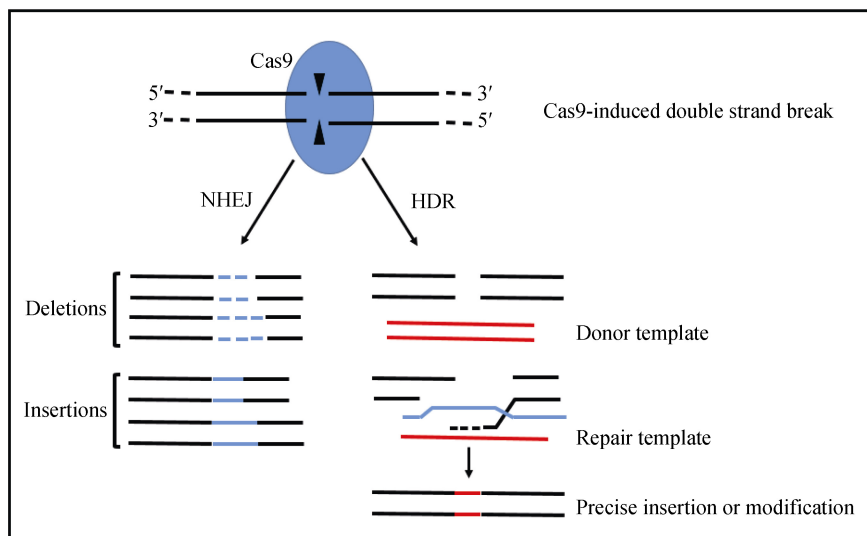 Cas9
5′ 3′
3′ 5′
Cas9-induced double strand break
NHEJ HDR
Deletions
Donor template
Insertions
Repair template
Precise insertion or modification